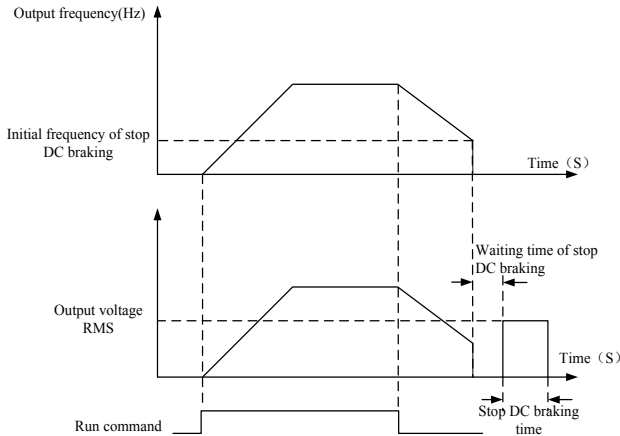 Output frequency(Hz)
Initial frequency of stop
DC braking
Time（S）
Waiting time of stop
DC braking
Output voltage
RMS
Time（S）
Stop DC braking
time
Run command